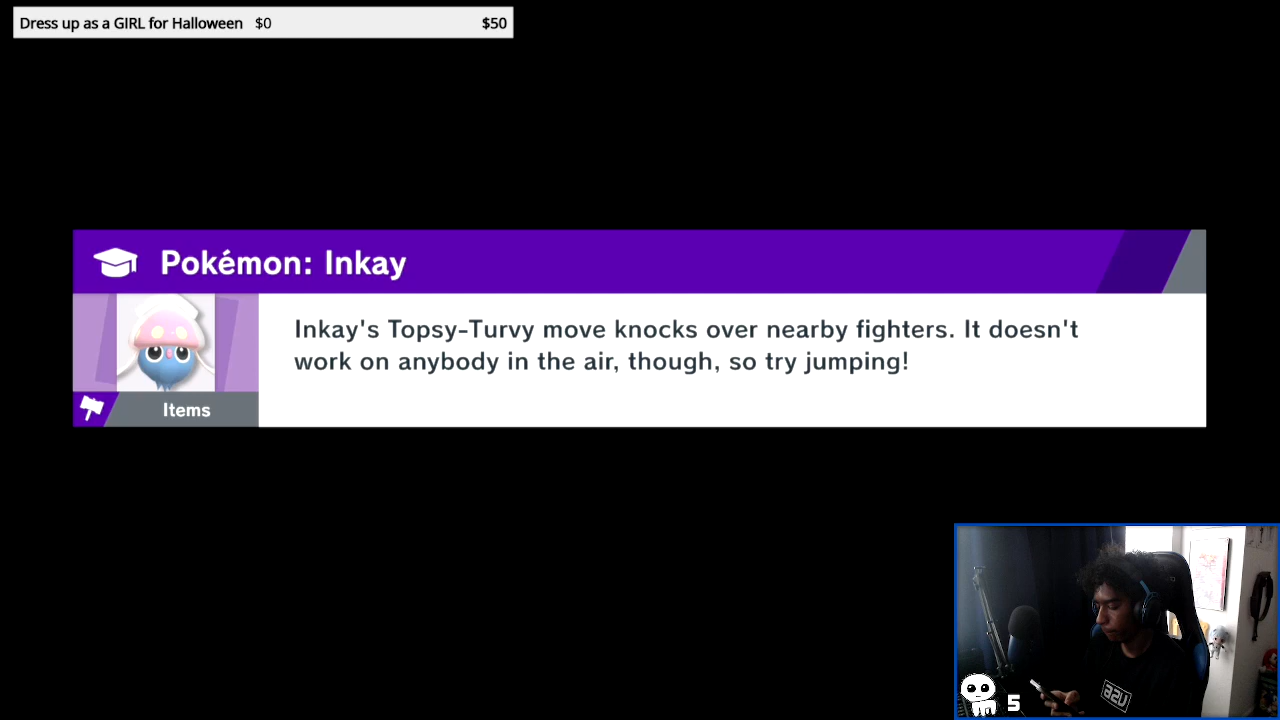 Dress up as a GIRL for Halloween $0 $50
Pokémon: Inkay
Inkay's Topsy-Turvy move knocks over nearby fighters. It doesn't
work on anybody in the air, though, so try jumping!
Items
5